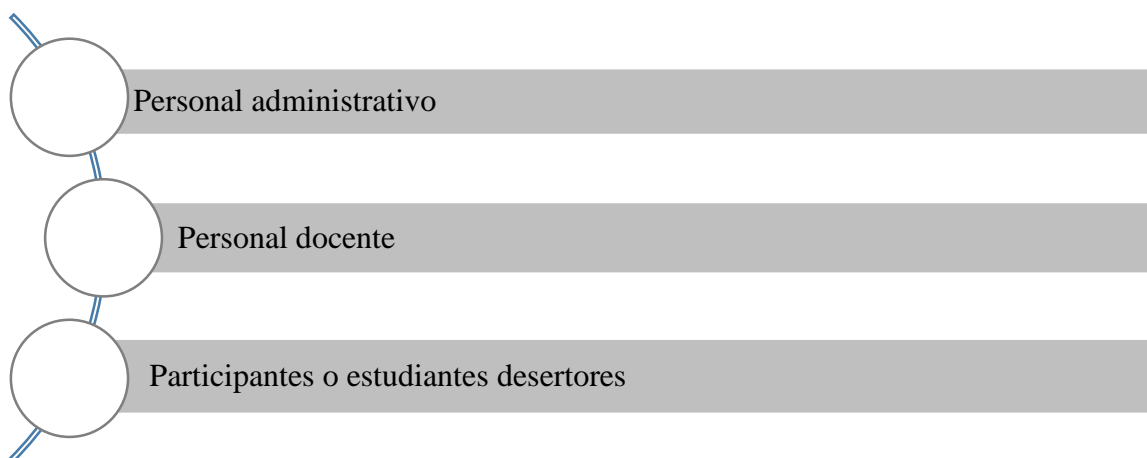 Personal administrativo
Personal docente
Participantes o estudiantes desertores